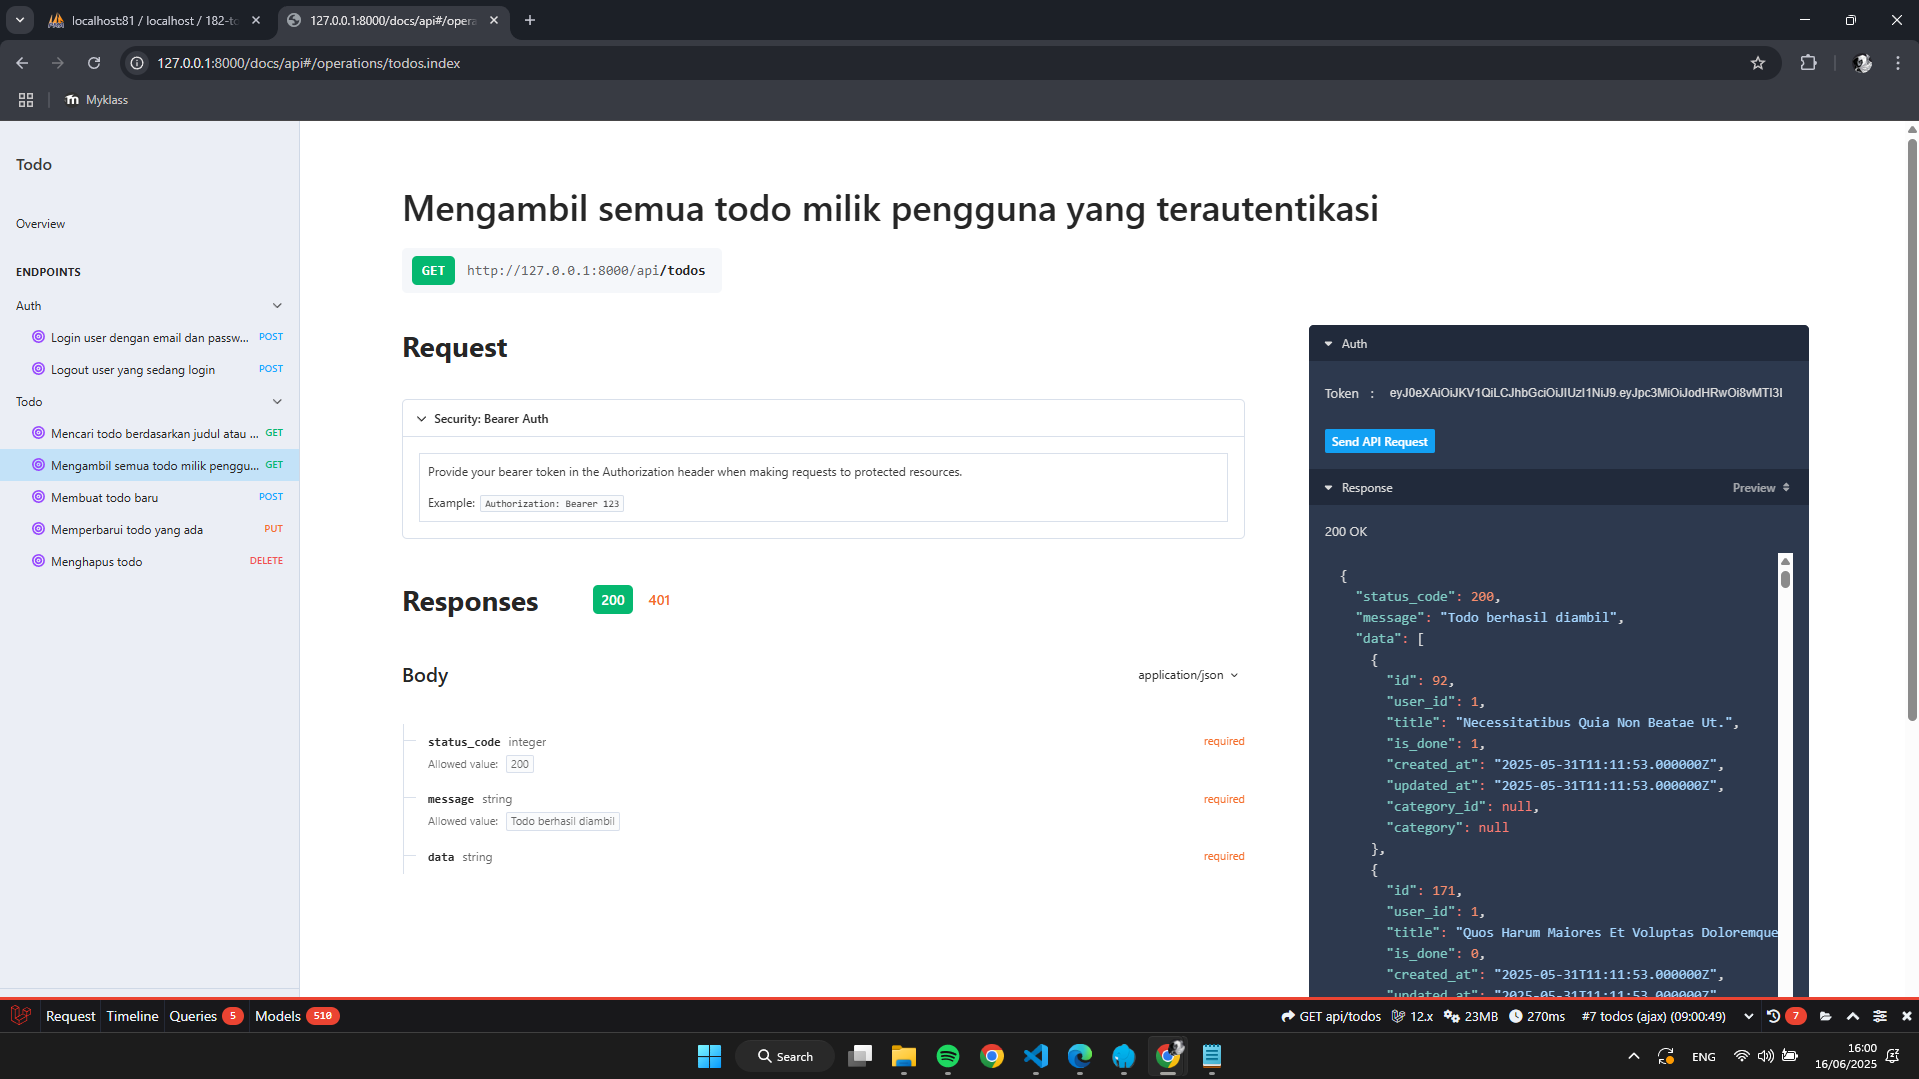 localhost:81 / localhost / 182-to
127.0.0.1:8000/docs/api#/opera
127.0.0.1:8000/docs/api#/operations/todos.index
Myklass
Todo
Overview
ENDPOINTS
Auth
Login user dengan email dan passw... POST
Logout user yang sedang login POST
Todo
Mencari todo berdasarkan judul atau ... GET
Mengambil semua todo milik penggu... GET
Membuat todo baru POST
Memperbarui todo yang ada PUT
Menghapus todo DELETE
Mengambil semua todo milik pengguna yang terautentikasi
GET http://127.0.0.1:8000/api/todos
Request
Security: Bearer Auth
Provide your bearer token in the Authorization header when making requests to protected resources.
Example: Authorization: Bearer 123
Responses 200 401
Body application/json
status_code integer required
Allowed value: 200
message string required
Allowed value: Todo berhasil diambil
data string required
Auth
Token : eyJ0eXAiOiJKV1QiLCJhbGciOiJIUzI1NiJ9.eyJpc3MiOiJodHRwOi8vMTI3I
Send API Request
Response Preview
200 OK
{
"status_code": 200,
"message": "Todo berhasil diambil",
"data": [
{
"id": 92,
"user_id": 1,
"title": "Necessitatibus Quia Non Beatae Ut.",
"is_done": 1,
"created_at": "2025-05-31T11:11:53.000000Z",
"updated_at": "2025-05-31T11:11:53.000000Z",
"category_id": null,
"category": null
},
{
"id": 171,
"user_id": 1,
"title": "Quos Harum Maiores Et Voluptas Doloremque
"is_done": 0,
"created_at": "2025-05-31T11:11:53.000000Z",
"updated_at": "2025-05-31T11:11:53.000000Z"
Request Timeline Queries 5 Models 510
GET api/todos 12.x 23MB 270ms #7 todos (ajax) (09:00:49) 7
Search
ENG
16:00
16/06/2025